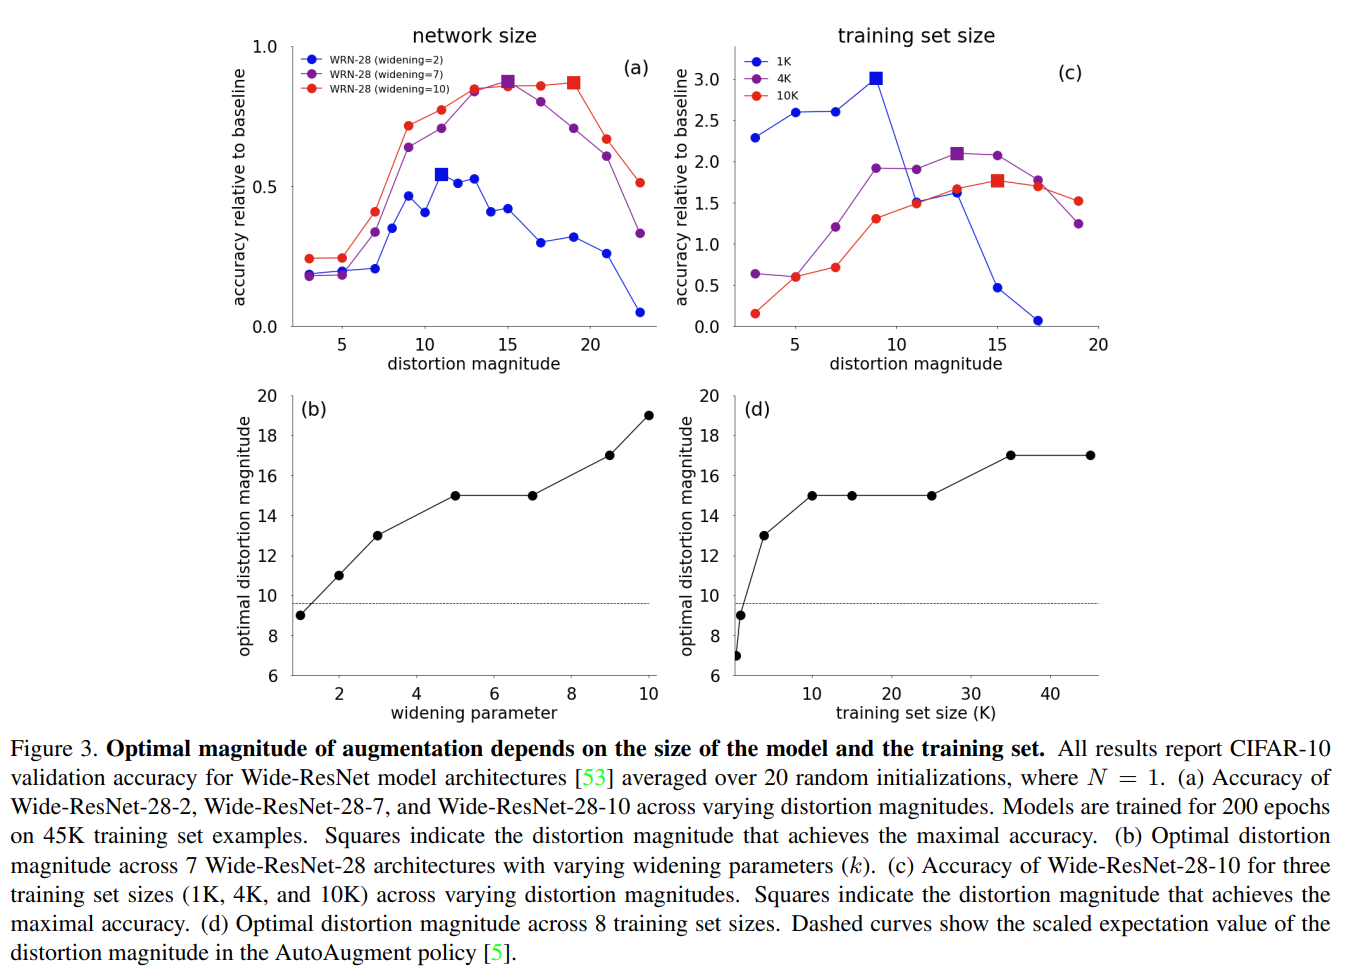 network size
1.0
WRN-28 (widening=2)
WRN-28 (widening=7)
WRN-28 (widening=10)
(a)
accuracy relative to baseline
0.5
0.0
5 10 15 20
distortion magnitude
training set size
1K
4K
10K
(c)
3.0
2.5
2.0
1.5
1.0
0.5
0.0
accuracy relative to baseline
5 10 15 20
distortion magnitude
20
(b)
18
16
14
12
10
8
6
optimal distortion magnitude
2 4 6 8 10
widening parameter
20
(d)
18
16
14
12
10
8
6
optimal distortion magnitude
10 20 30 40
training set size (K)
Figure 3. Optimal magnitude of augmentation depends on the size of the model and the training set. All results report CIFAR-10
validation accuracy for Wide-ResNet model architectures [53] averaged over 20 random initializations, where N = 1. (a) Accuracy of
Wide-ResNet-28-2, Wide-ResNet-28-7, and Wide-ResNet-28-10 across varying distortion magnitudes. Models are trained for 200 epochs
on 45K training set examples. Squares indicate the distortion magnitude that achieves the maximal accuracy. (b) Optimal distortion
magnitude across 7 Wide-ResNet-28 architectures with varying widening parameters (k). (c) Accuracy of Wide-ResNet-28-10 for three
training set sizes (1K, 4K, and 10K) across varying distortion magnitudes. Squares indicate the distortion magnitude that achieves the
maximal accuracy. (d) Optimal distortion magnitude across 8 training set sizes. Dashed curves show the scaled expectation value of the
distortion magnitude in the AutoAugment policy [5].